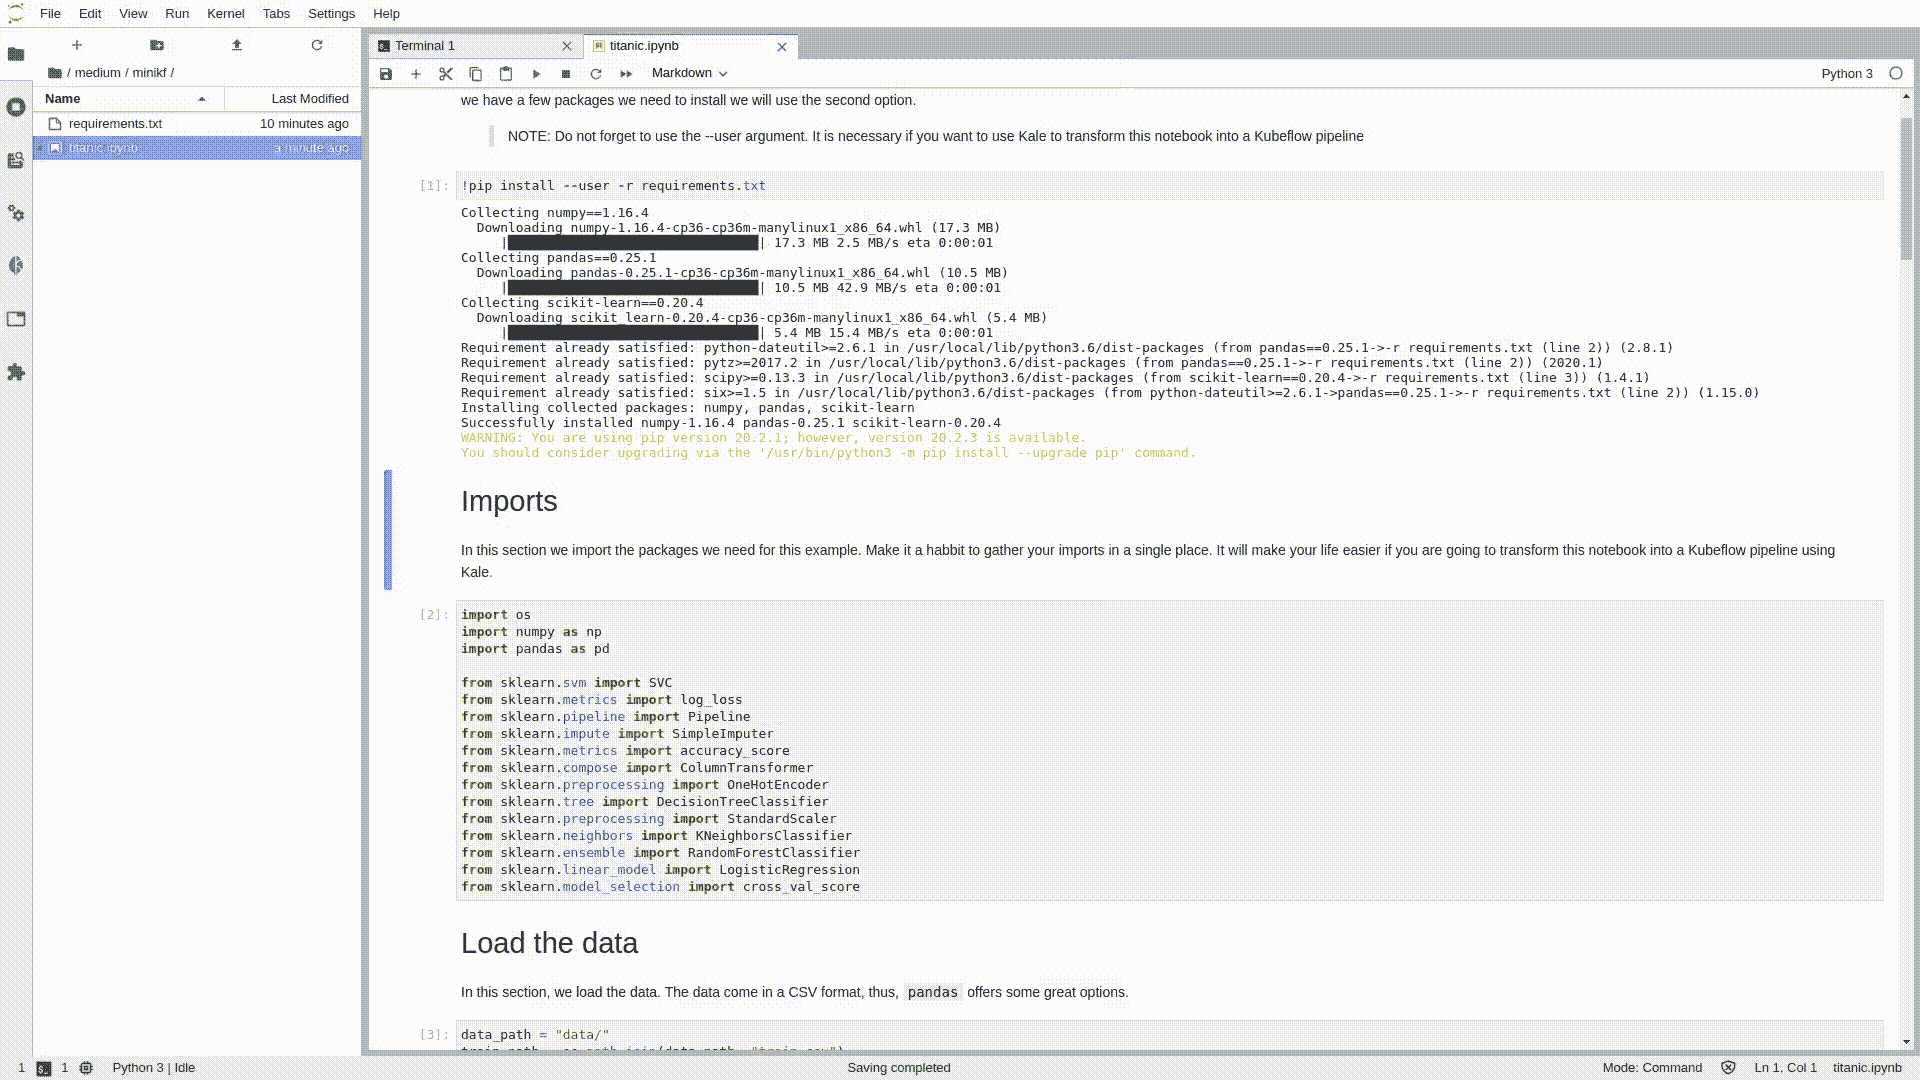 File Edit View Run Kernel Tabs Settings Help
/ medium / minikf /
Name Last Modified
requirements.txt 10 minutes ago
titanic.ipynb a minute ago
Terminal 1 titanic.ipynb
Markdown Python 3
we have a few packages we need to install we will use the second option.
NOTE: Do not forget to use the --user argument. It is necessary if you want to use Kale to transform this notebook into a Kubeflow pipeline
[1]: !pip install --user -r requirements.txt
Collecting numpy==1.16.4
Downloading numpy-1.16.4-cp36-cp36m-manylinux1_x86_64.whl (17.3 MB)
| | 17.3 MB 2.5 MB/s eta 0:00:01
Collecting pandas==0.25.1
Downloading pandas-0.25.1-cp36-cp36m-manylinux1_x86_64.whl (10.5 MB)
| | 10.5 MB 42.9 MB/s eta 0:00:01
Collecting scikit-learn==0.20.4
Downloading scikit_learn-0.20.4-cp36-cp36m-manylinux1_x86_64.whl (5.4 MB)
| | 5.4 MB 15.4 MB/s eta 0:00:01
Requirement already satisfied: python-dateutil>=2.6.1 in /usr/local/lib/python3.6/dist-packages (from pandas==0.25.1->-r requirements.txt (line 2)) (2.8.1)
Requirement already satisfied: pytz>=2017.2 in /usr/local/lib/python3.6/dist-packages (from pandas==0.25.1->-r requirements.txt (line 2)) (2020.1)
Requirement already satisfied: scipy>=0.13.3 in /usr/local/lib/python3.6/dist-packages (from scikit-learn==0.20.4->-r requirements.txt (line 3)) (1.4.1)
Requirement already satisfied: six>=1.5 in /usr/local/lib/python3.6/dist-packages (from python-dateutil>=2.6.1->pandas==0.25.1->-r requirements.txt (line 2)) (1.15.0)
Installing collected packages: numpy, pandas, scikit-learn
Successfully installed numpy-1.16.4 pandas-0.25.1 scikit-learn-0.20.4
WARNING: You are using pip version 20.2.1; however, version 20.2.3 is available.
You should consider upgrading via the '/usr/bin/python3 -m pip install --upgrade pip' command.
Imports
In this section we import the packages we need for this example. Make it a habbit to gather your imports in a single place. It will make your life easier if you are going to transform this notebook into a Kubeflow pipeline using
Kale.
[2]: import os
import numpy as np
import pandas as pd
from sklearn.svm import SVC
from sklearn.metrics import log_loss
from sklearn.pipeline import Pipeline
from sklearn.impute import SimpleImputer
from sklearn.metrics import accuracy_score
from sklearn.compose import ColumnTransformer
from sklearn.preprocessing import OneHotEncoder
from sklearn.tree import DecisionTreeClassifier
from sklearn.preprocessing import StandardScaler
from sklearn.neighbors import KNeighborsClassifier
from sklearn.ensemble import RandomForestClassifier
from sklearn.linear_model import LogisticRegression
from sklearn.model_selection import cross_val_score
Load the data
In this section, we load the data. The data come in a CSV format, thus, pandas offers some great options.
[3]: data_path = "data/"
1 1 Python 3 | Idle Saving completed Mode: Command Ln 1, Col 1 titanic.ipynb